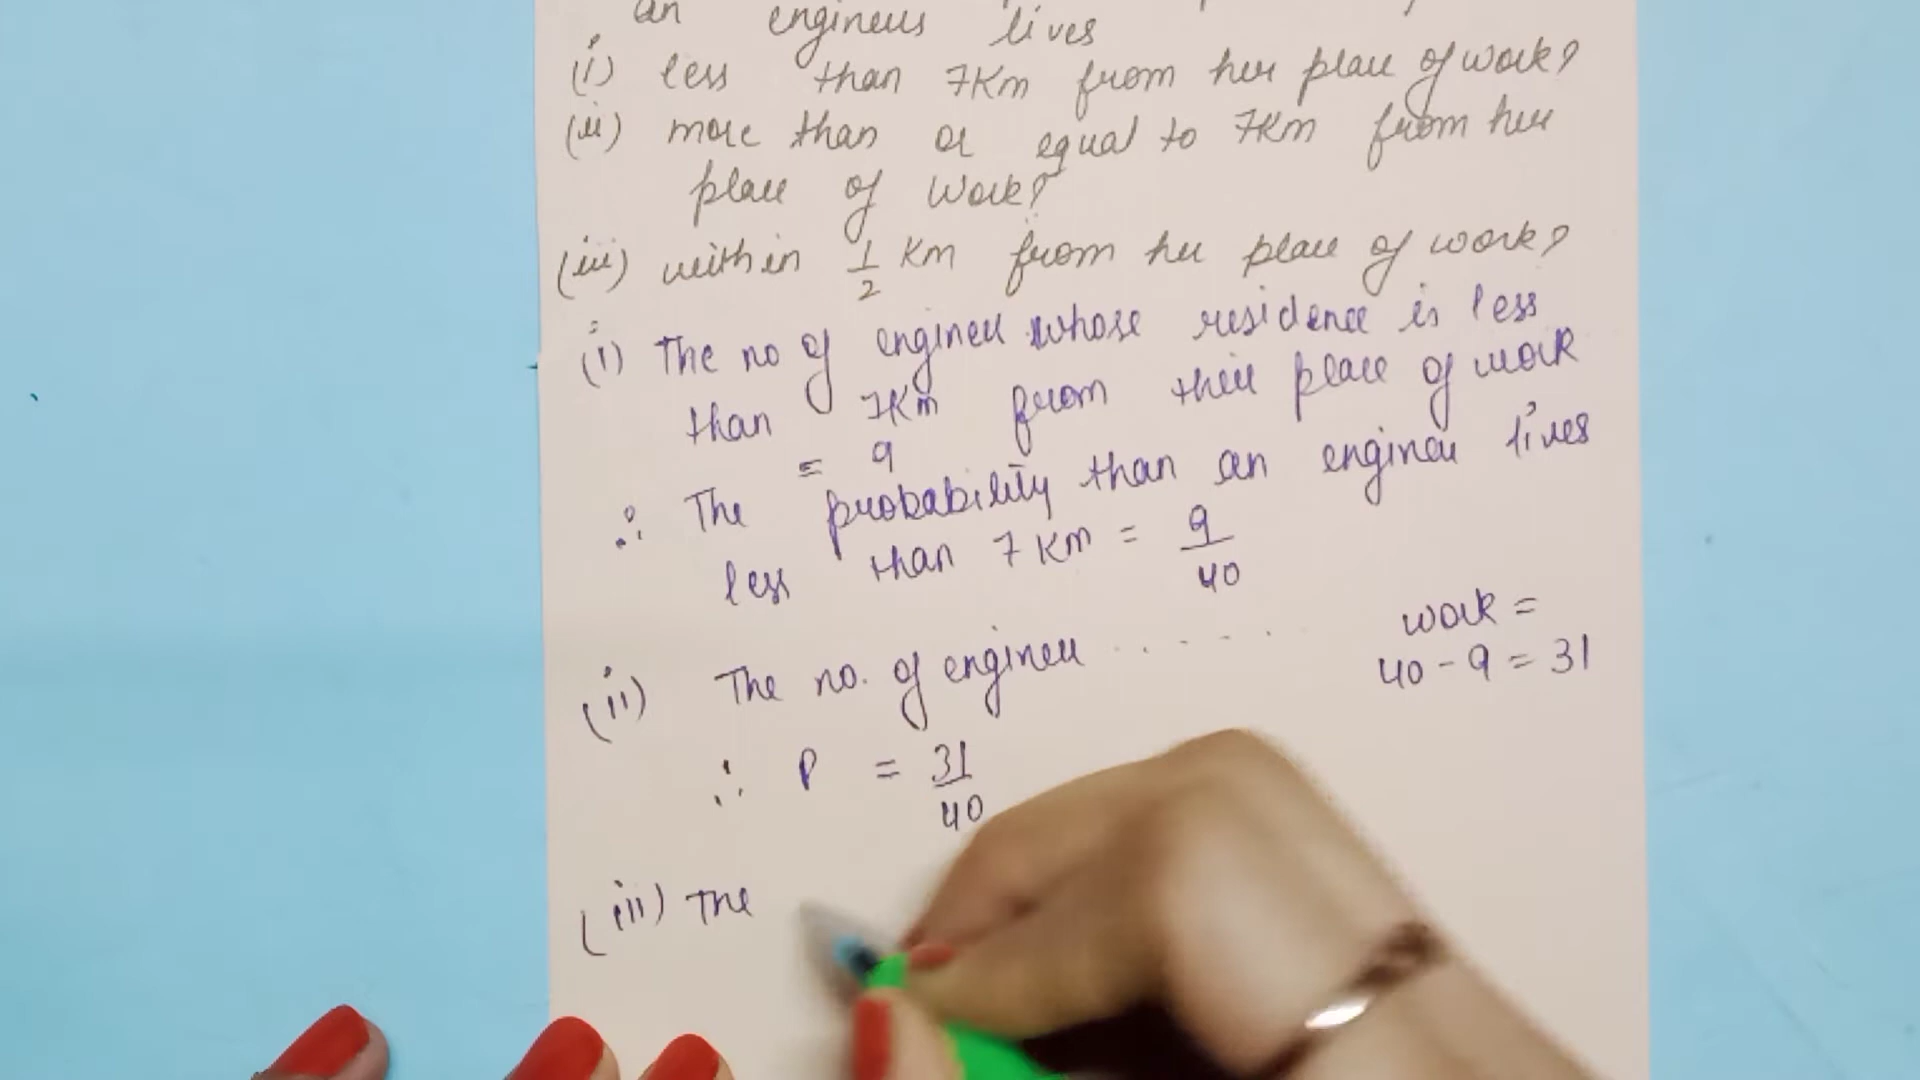 an engineers lives
(i) less than 7Km from her place of work?
(ii) more than or equal to 7Km from her
place of work?
(iii) within 1/2 Km from her place of work?
(i) The no of engineer whose residence is less
than 7Km from their place of work
= 9
∴ The probability than an engineer lives
less than 7 Km = 9/40
(ii) The no. of engineer ...... work =
40 - 9 = 31
∴ P = 31/40
(iii) The